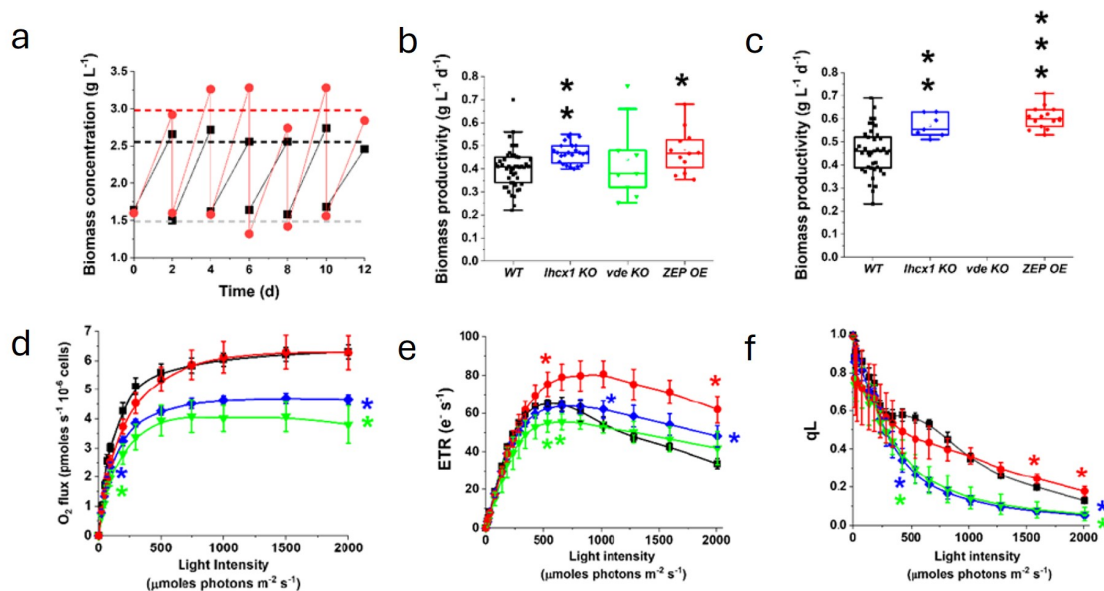 a
Biomass concentration (g L⁻¹)
3.5
3.0
2.5
2.0
1.5
1.0
0 2 4 6 8 10 12
Time (d)
b
Biomass productivity (g L⁻¹ d⁻¹)
0.8
0.7
0.6
0.5
0.4
0.3
0.2
0.1
0.0
* * *
WT lhcx1 KO vde KO ZEP OE
c
Biomass productivity (g L⁻¹ d⁻¹)
0.8
0.7
0.6
0.5
0.4
0.3
0.2
0.1
0.0
* * * * *
WT lhcx1 KO vde KO ZEP OE
d
O₂ flux (pmoles s⁻¹ 10⁻⁶ cells)
7
6
5
4
3
2
1
0
* * * *
0 500 1000 1500 2000
Light Intensity
(μmoles photons m⁻² s⁻¹)
e
ETR (e⁻ s⁻¹)
100
80
60
40
20
0
* * * * * *
0 500 1000 1500 2000
Light intensity
(μmoles photons m⁻² s⁻¹)
f
qL
1.0
0.8
0.6
0.4
0.2
0.0
* * * * * *
0 500 1000 1500 2000
Light intensity
(μmoles photons m⁻² s⁻¹)